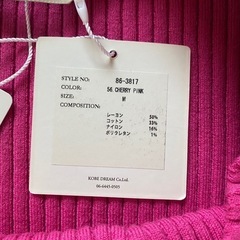 STYLE NO: 86-3817
COLOR: 56 CHERRY PINK
SIZE: M
COMPOSITION:
レーヨン 50%
コットン 33%
ナイロン 16%
ポリウレタン 1%
KOBE DREAM Co.Ltd.
06-6445-0505